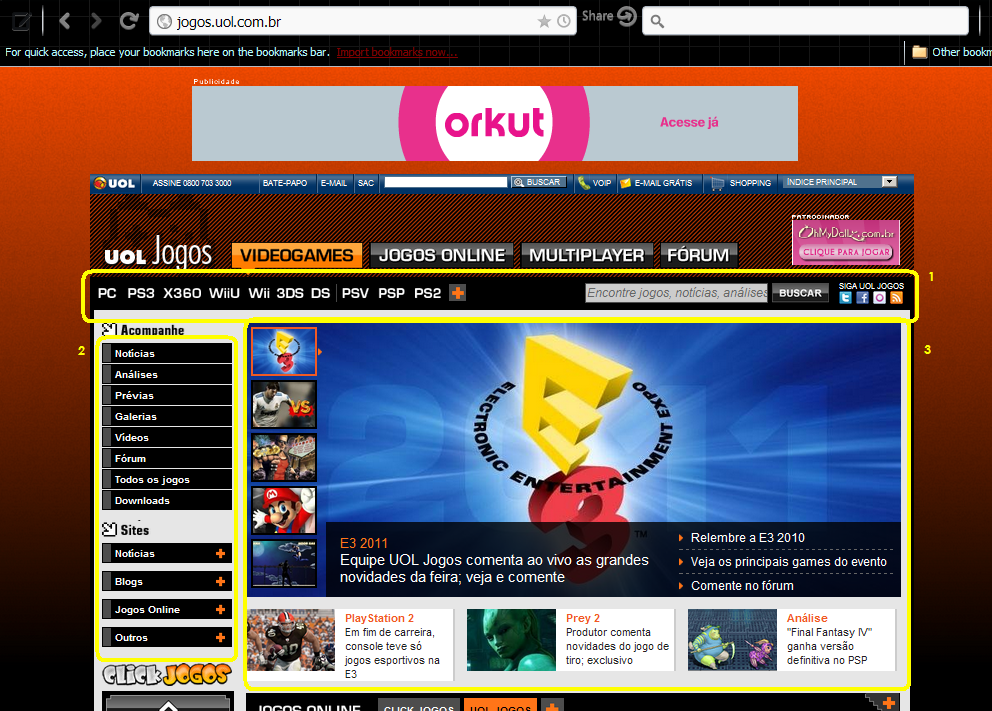 jogos.uol.com.br
Share
For quick access, place your bookmarks here on the bookmarks bar. Import bookmarks now...
Other bookm
Publicidade
orkut
Acesse já
UOL
ASSINE 0800 703 3000
BATE-PAPO
E-MAIL
SAC
BUSCAR
VOIP
E-MAIL GRÁTIS
SHOPPING
ÍNDICE PRINCIPAL
PATROCINADOR
OhMyDollz.com.br
CLIQUE PARA JOGAR
UOL Jogos
VIDEOGAMES
JOGOS ONLINE
MULTIPLAYER
FÓRUM
1
PC PS3 X360 WiiU Wii 3DS DS PSV PSP PS2
Encontre jogos, notícias, análises
BUSCAR
SIGA UOL JOGOS
2
3
Acompanhe
Notícias
Análises
Prévias
Galerias
Vídeos
Fórum
Todos os jogos
Downloads
Sites
Notícias
Blogs
Jogos Online
Outros
CLICK JOGOS
VS
2011
E3
ELECTRONIC ENTERTAINMENT EXPO
TM
E3 2011
Equipe UOL Jogos comenta ao vivo as grandes
novidades da feira; veja e comente
Relembre a E3 2010
Veja os principais games do evento
Comente no fórum
PlayStation 2
Em fim de carreira,
console teve só
jogos esportivos na
E3
Prey 2
Produtor comenta
novidades do jogo de
tiro; exclusivo
Análise
"Final Fantasy IV"
ganha versão
definitiva no PSP
JOGOS ONLINE
CLICK JOGOS
UOL JOGOS